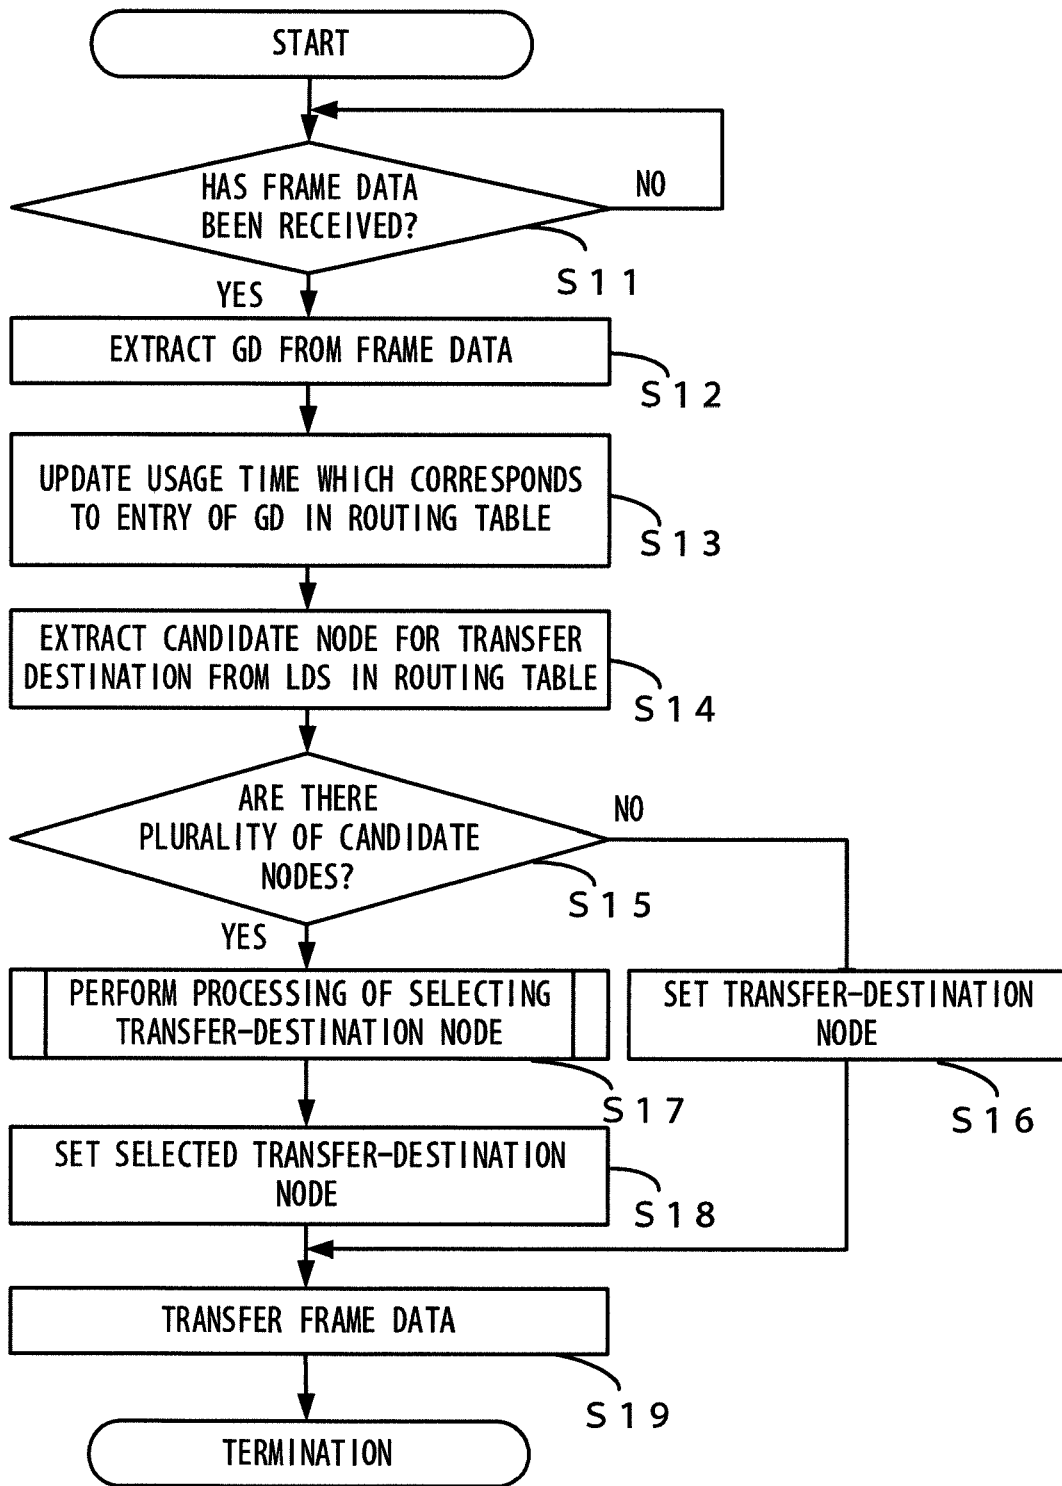 START
HAS FRAME DATA
BEEN RECEIVED?
NO
S11
YES
EXTRACT GD FROM FRAME DATA
S12
UPDATE USAGE TIME WHICH CORRESPONDS
TO ENTRY OF GD IN ROUTING TABLE
S13
EXTRACT CANDIDATE NODE FOR TRANSFER
DESTINATION FROM LDS IN ROUTING TABLE
S14
ARE THERE
PLURALITY OF CANDIDATE
NODES?
NO
S15
YES
PERFORM PROCESSING OF SELECTING
TRANSFER-DESTINATION NODE
S17
SET TRANSFER-DESTINATION
NODE
S16
SET SELECTED TRANSFER-DESTINATION
NODE
S18
TRANSFER FRAME DATA
S19
TERMINATION